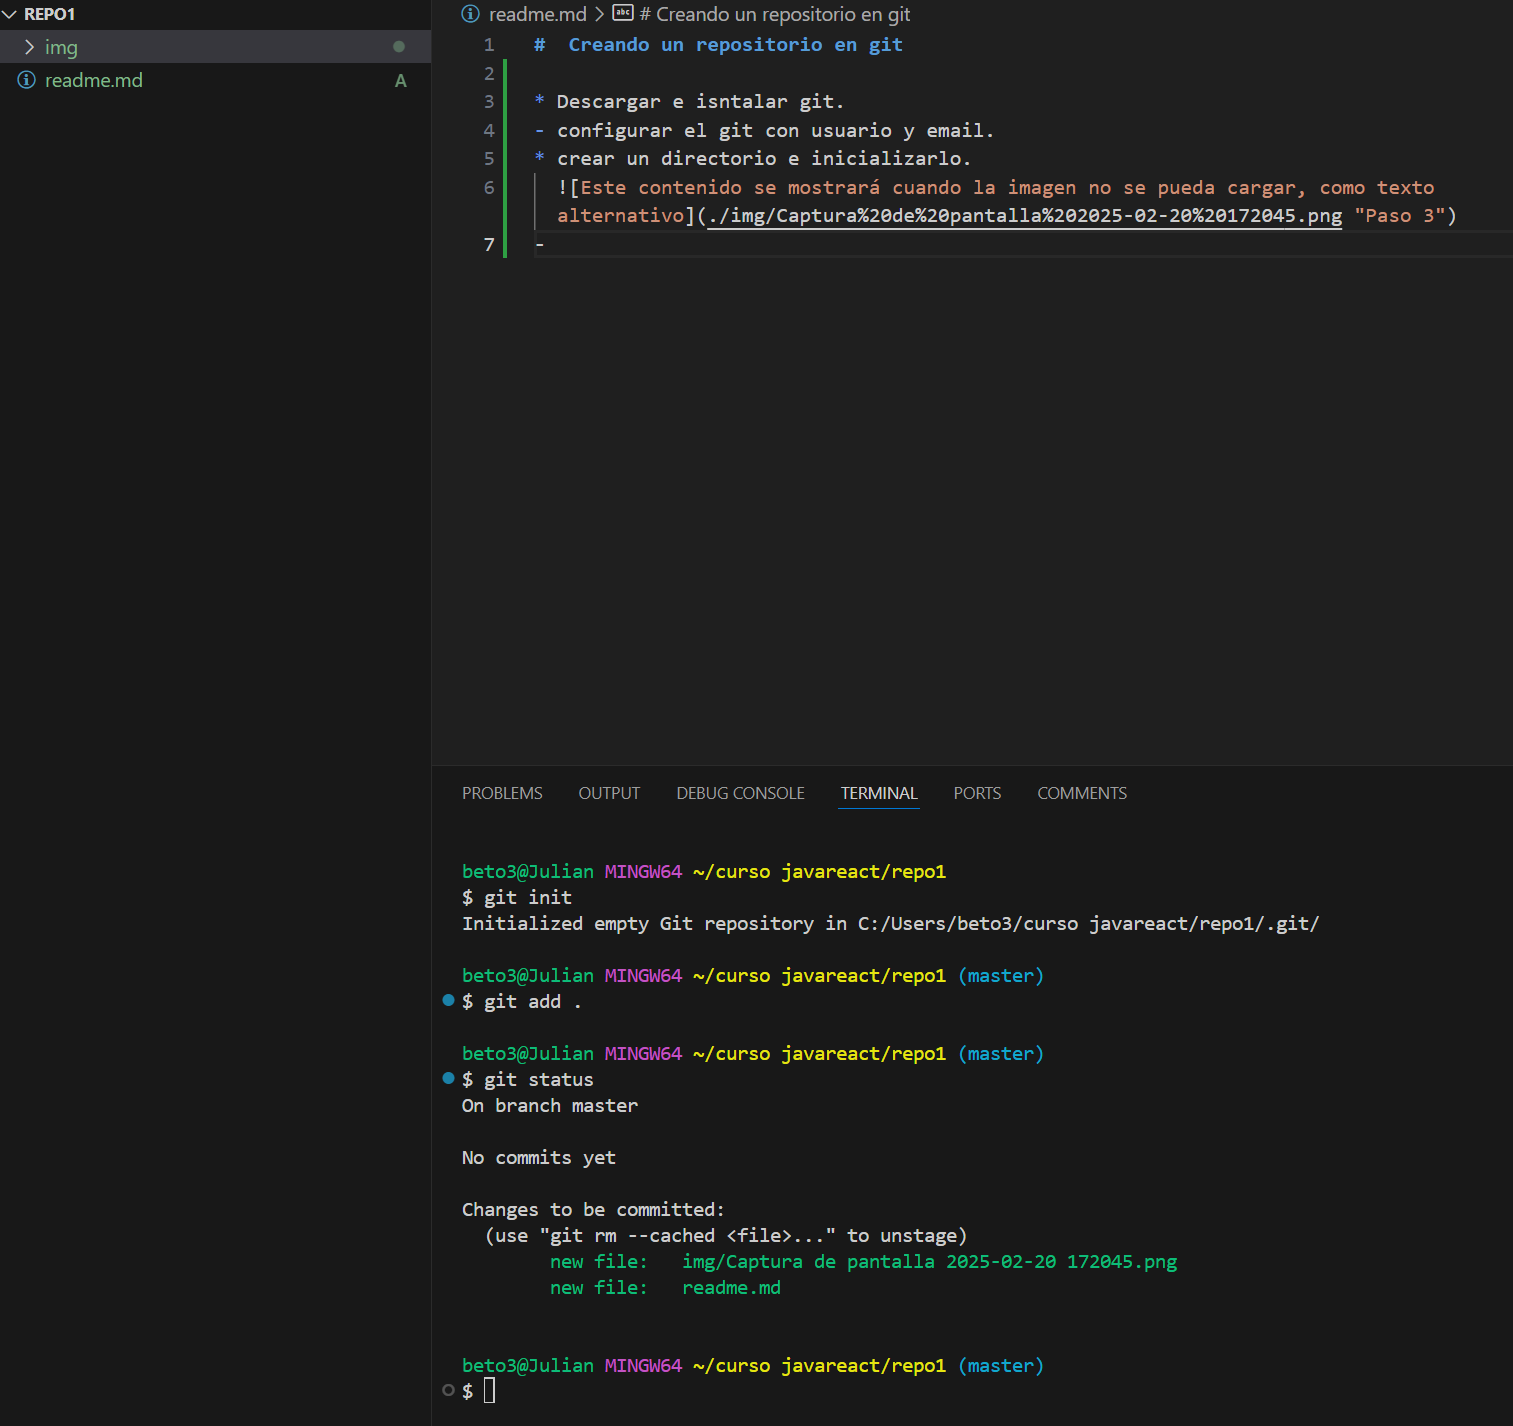 REPO1
img
readme.md A
readme.md > abc # Creando un repositorio en git
1 #  Creando un repositorio en git
2
3 * Descargar e isntalar git.
4 - configurar el git con usuario y email.
5 * crear un directorio e inicializarlo.
6 ![Este contenido se mostrará cuando la imagen no se pueda cargar, como texto
alternativo](./img/Captura%20de%20pantalla%202025-02-20%20172045.png "Paso 3")
7 -
PROBLEMS OUTPUT DEBUG CONSOLE TERMINAL PORTS COMMENTS
beto3@Julian MINGW64 ~/curso javareact/repo1
$ git init
Initialized empty Git repository in C:/Users/beto3/curso javareact/repo1/.git/
beto3@Julian MINGW64 ~/curso javareact/repo1 (master)
$ git add .
beto3@Julian MINGW64 ~/curso javareact/repo1 (master)
$ git status
On branch master
No commits yet
Changes to be committed:
  (use "git rm --cached <file>..." to unstage)
        new file:   img/Captura de pantalla 2025-02-20 172045.png
        new file:   readme.md
beto3@Julian MINGW64 ~/curso javareact/repo1 (master)
$